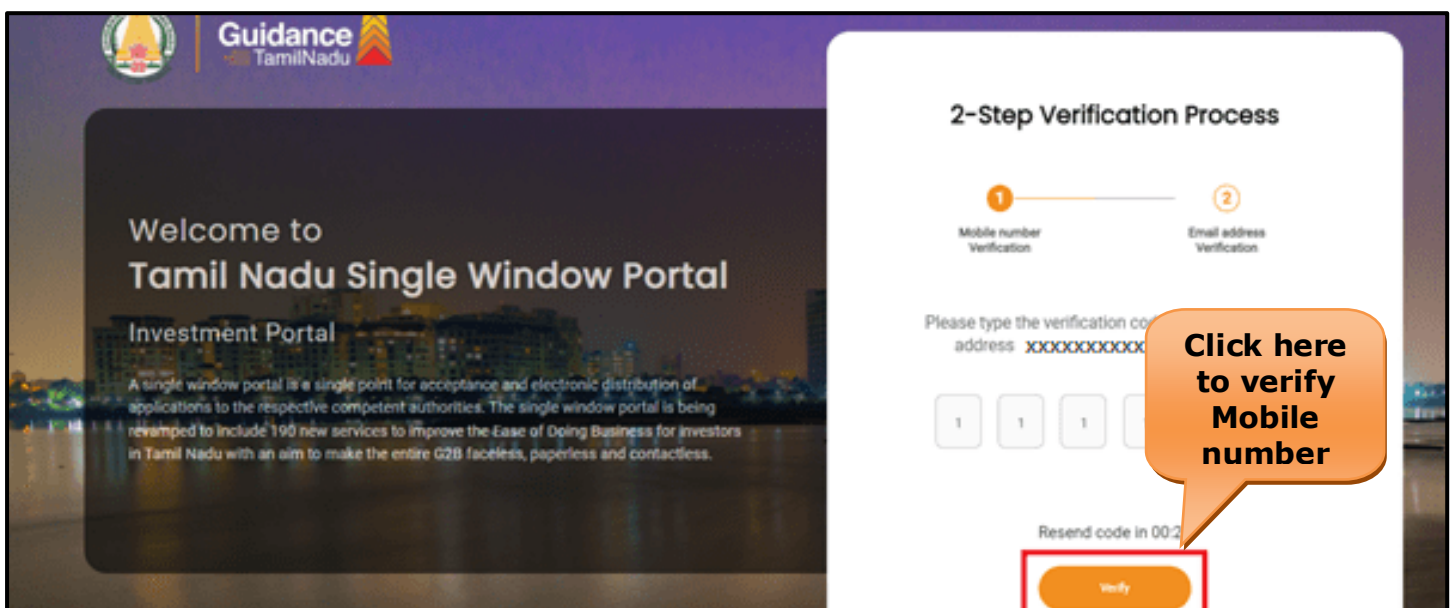 Guidance
TamilNadu
Welcome to
Tamil Nadu Single Window Portal
Investment Portal
A single window portal is a single point for acceptance and electronic distribution of
applications to the respective competent authorities. The single window portal is being
revamped to include 190 new services to improve the Ease of Doing Business for investors
in Tamil Nadu with an aim to make the entire G2B faceless, paperless and contactless.
2-Step Verification Process
1
2
Mobile number
Verification
Email address
Verification
Please type the verification
address xxxxxxxxxxx
1 1 1
Resend code in 00:2
Verify
Click here
to verify
Mobile
number